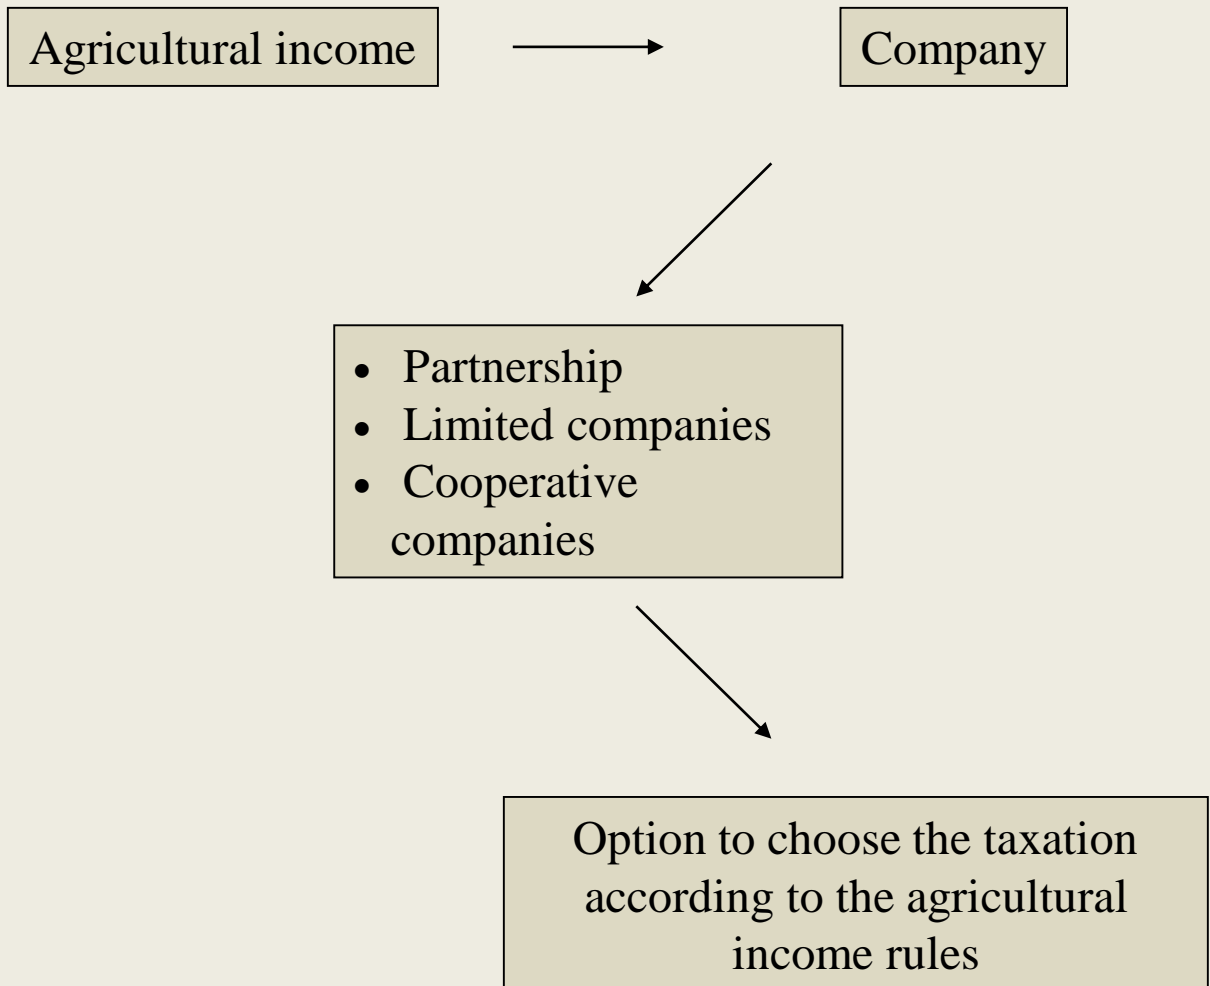 Agricultural income
Company
• Partnership
• Limited companies
• Cooperative
companies
Option to choose the taxation
according to the agricultural
income rules